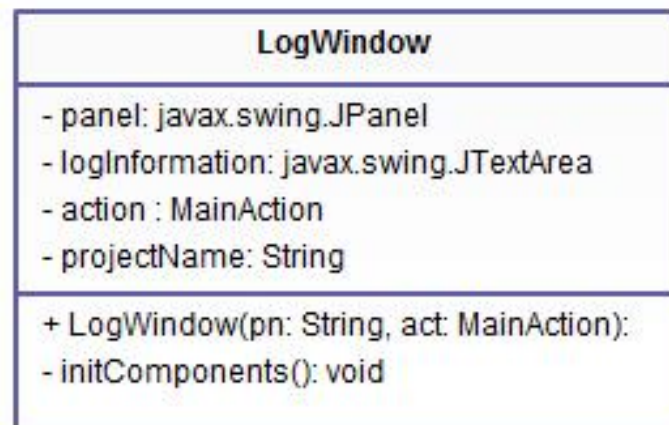 LogWindow
- panel: javax.swing.JPanel
- logInformation: javax.swing.JTextArea
- action : MainAction
- projectName: String
+ LogWindow(pn: String, act: MainAction):
- initComponents(): void